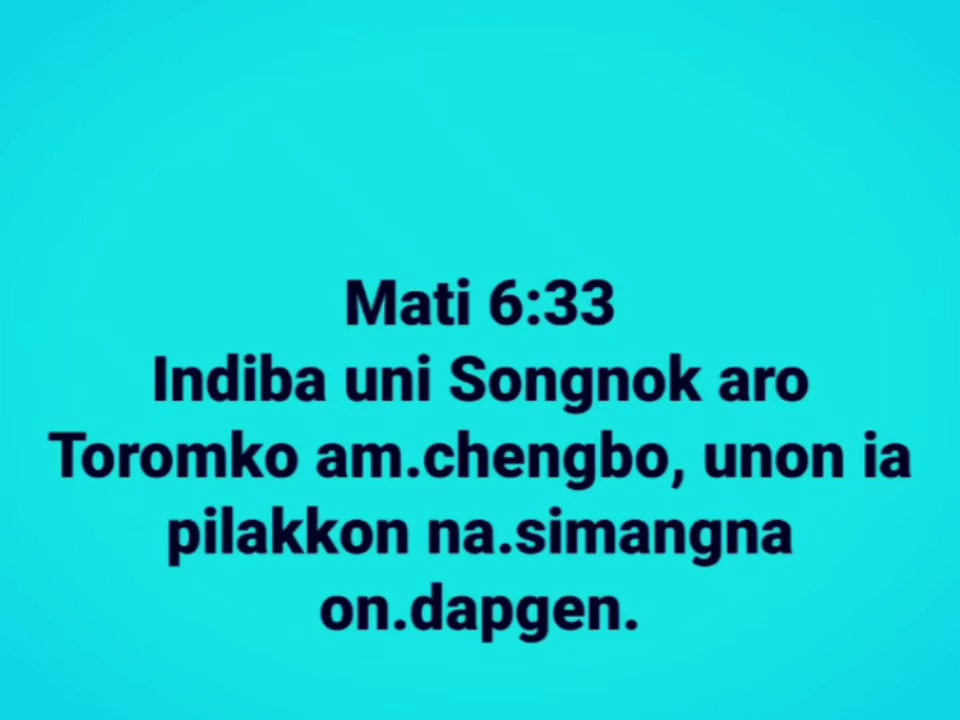 Mati 6:33
Indiba uni Songnok aro
Toromko am.chengbo, unon ia
pilakkon na.simangna
on.dapgen.